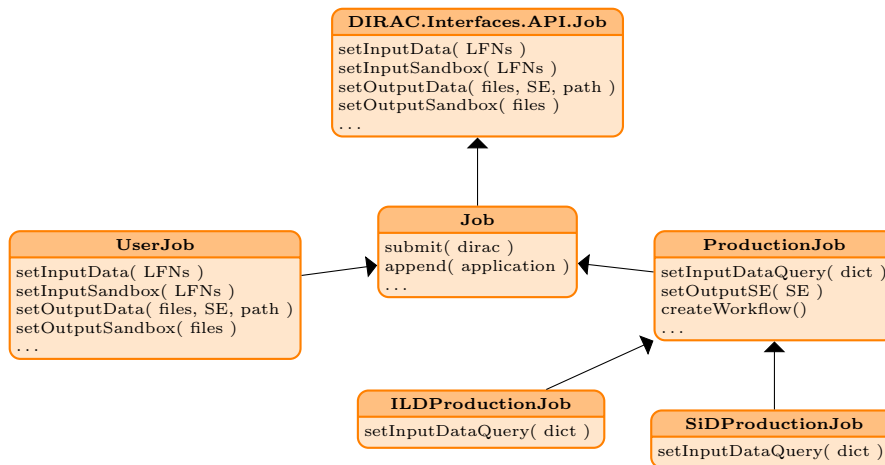 DIRAC.Interfaces.API.Job
setInputData( LFNs )
setInputSandbox( LFNs )
setOutputData( files, SE, path )
setOutputSandbox( files )
...
Job
submit( dirac )
append( application )
...
UserJob
setInputData( LFNs )
setInputSandbox( LFNs )
setOutputData( files, SE, path )
setOutputSandbox( files )
...
ProductionJob
setInputDataQuery( dict )
setOutputSE( SE )
createWorkflow()
...
ILDProductionJob
setInputDataQuery( dict )
SiDProductionJob
setInputDataQuery( dict )